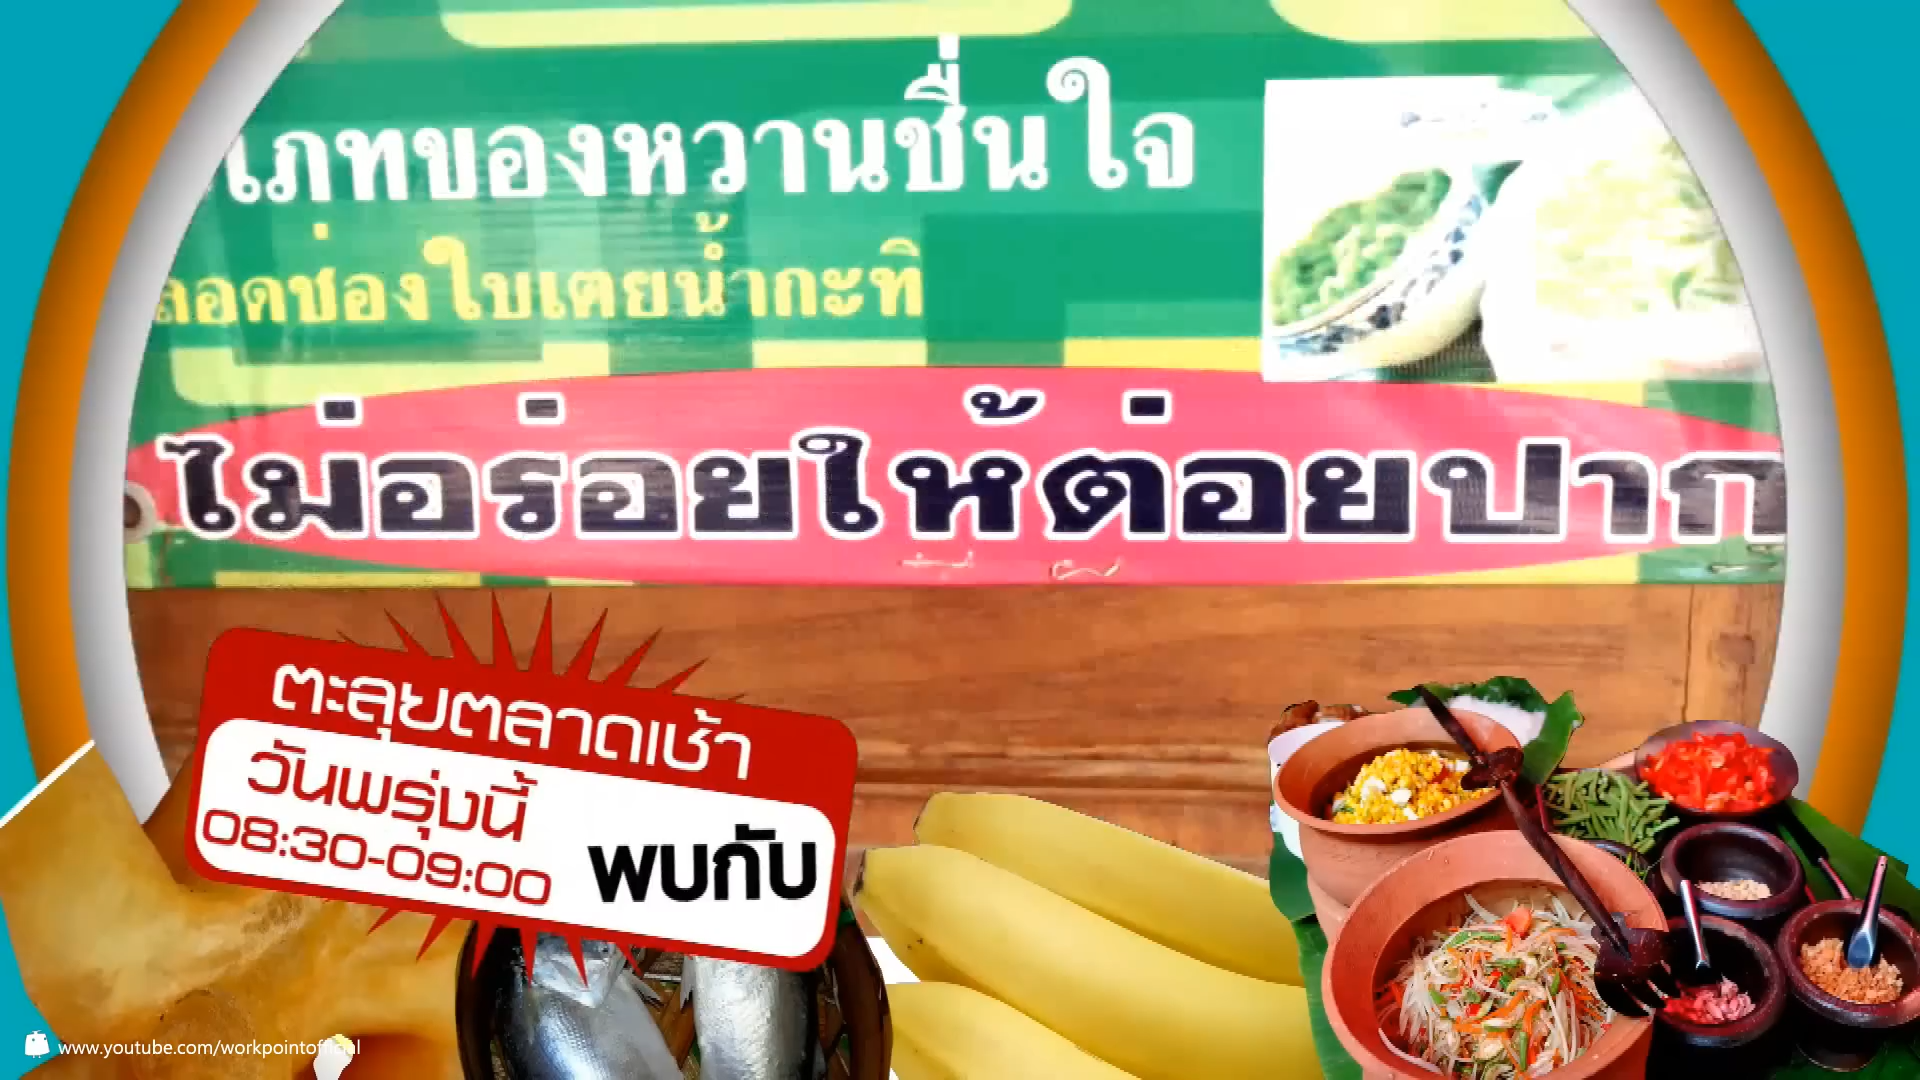 เภทของหวานชื่นใจ
ลอดช่องใบเตยน้ำกะทิ
ไม่อร่อยให้ต่อยปาก
ตะลุยตลาดเช้า
วันพรุ่งนี้
08:30-09:00
พบกับ
www.youtube.com/workpointofficial